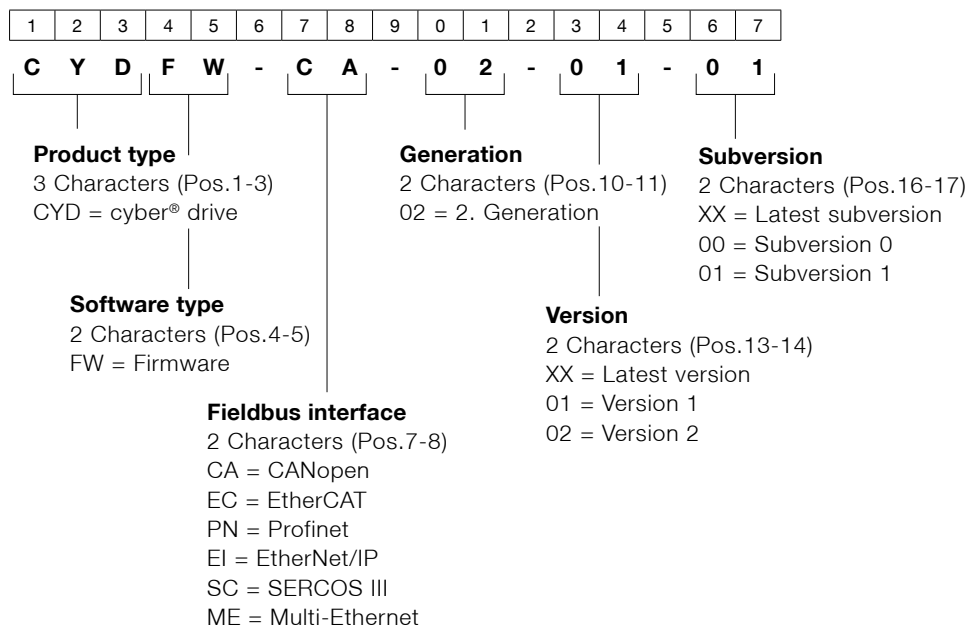 1 2 3 4 5 6 7 8 9 0 1 2 3 4 5 6 7
C Y D F W - C A - 0 2 - 0 1 - 0 1
Product type
3 Characters (Pos.1-3)
CYD = cyber® drive
Software type
2 Characters (Pos.4-5)
FW = Firmware
Fieldbus interface
2 Characters (Pos.7-8)
CA = CANopen
EC = EtherCAT
PN = Profinet
EI = EtherNet/IP
SC = SERCOS III
ME = Multi-Ethernet
Generation
2 Characters (Pos.10-11)
02 = 2. Generation
Version
2 Characters (Pos.13-14)
XX = Latest version
01 = Version 1
02 = Version 2
Subversion
2 Characters (Pos.16-17)
XX = Latest subversion
00 = Subversion 0
01 = Subversion 1